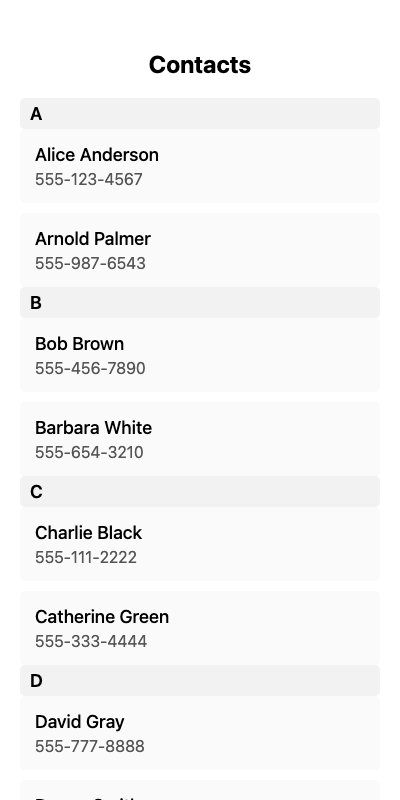 Contacts
A
Alice Anderson
555-123-4567
Arnold Palmer
555-987-6543
B
Bob Brown
555-456-7890
Barbara White
555-654-3210
C
Charlie Black
555-111-2222
Catherine Green
555-333-4444
D
David Gray
555-777-8888